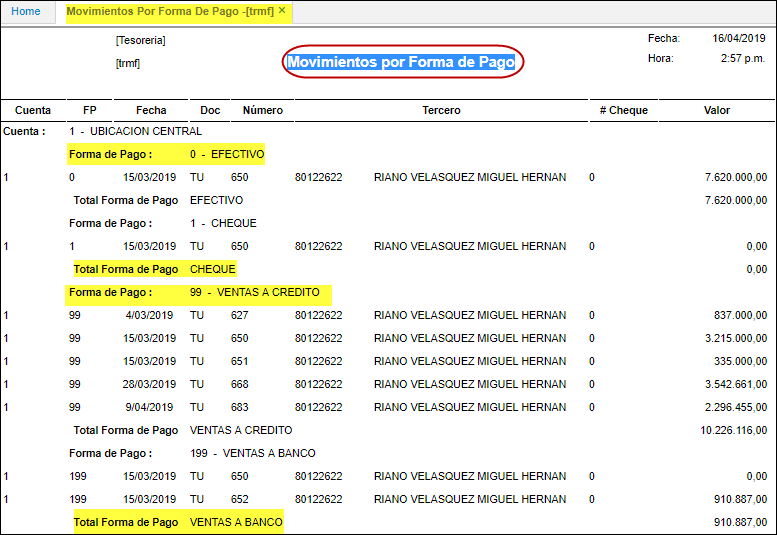 Home Movimientos Por Forma De Pago -[trmf] ×
[Tesoreria] Fecha: 16/04/2019
[trmf] Movimientos por Forma de Pago Hora: 2:57 p.m.
Cuenta FP Fecha Doc Número Tercero # Cheque Valor
Cuenta : 1 - UBICACION CENTRAL
Forma de Pago : 0 - EFECTIVO
1 0 15/03/2019 TU 650 80122622 RIANO VELASQUEZ MIGUEL HERNAN 0 7.620.000,00
Total Forma de Pago EFECTIVO 7.620.000,00
Forma de Pago : 1 - CHEQUE
1 1 15/03/2019 TU 650 80122622 RIANO VELASQUEZ MIGUEL HERNAN 0 0,00
Total Forma de Pago CHEQUE 0,00
Forma de Pago : 99 - VENTAS A CREDITO
1 99 4/03/2019 TU 627 80122622 RIANO VELASQUEZ MIGUEL HERNAN 0 837.000,00
1 99 15/03/2019 TU 650 80122622 RIANO VELASQUEZ MIGUEL HERNAN 0 3.215.000,00
1 99 15/03/2019 TU 651 80122622 RIANO VELASQUEZ MIGUEL HERNAN 0 335.000,00
1 99 28/03/2019 TU 668 80122622 RIANO VELASQUEZ MIGUEL HERNAN 0 3.542.661,00
1 99 9/04/2019 TU 683 80122622 RIANO VELASQUEZ MIGUEL HERNAN 0 2.296.455,00
Total Forma de Pago VENTAS A CREDITO 10.226.116,00
Forma de Pago : 199 - VENTAS A BANCO
1 199 15/03/2019 TU 650 80122622 RIANO VELASQUEZ MIGUEL HERNAN 0 0,00
1 199 15/03/2019 TU 652 80122622 RIANO VELASQUEZ MIGUEL HERNAN 0 910.887,00
Total Forma de Pago VENTAS A BANCO 910.887,00